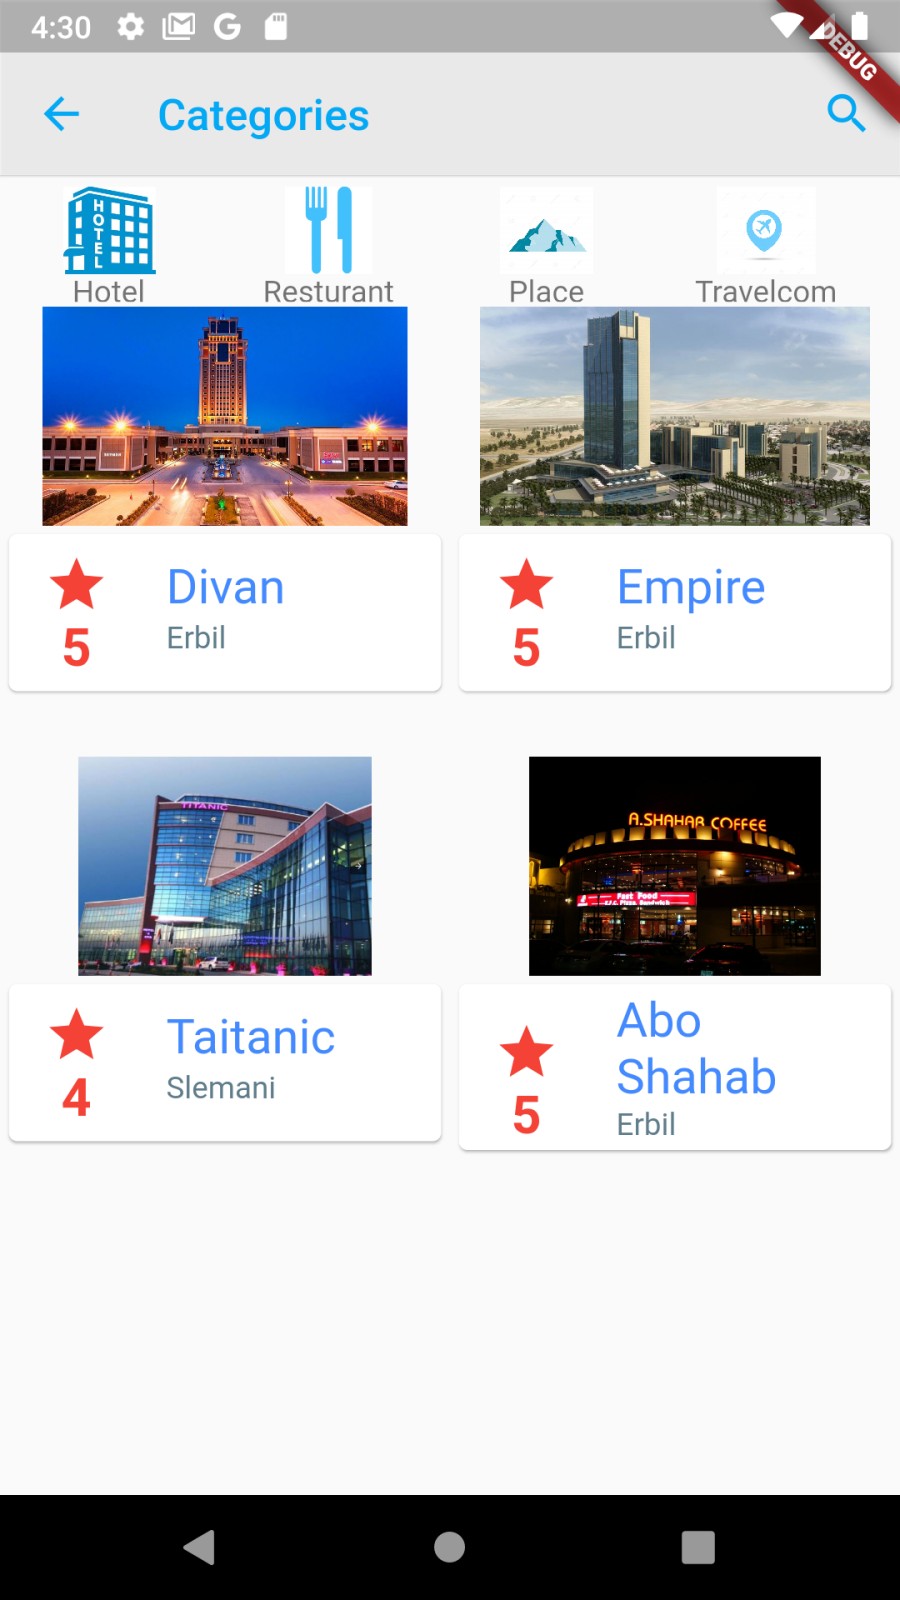 4:30
DEBUG
Categories
HOTEL
Hotel
Resturant
Place
Travelcom
5
Divan
Erbil
5
Empire
Erbil
TITANIC
A.SHAHAB COFFEE
Fast Food
4
Taitanic
Slemani
5
Abo
Shahab
Erbil